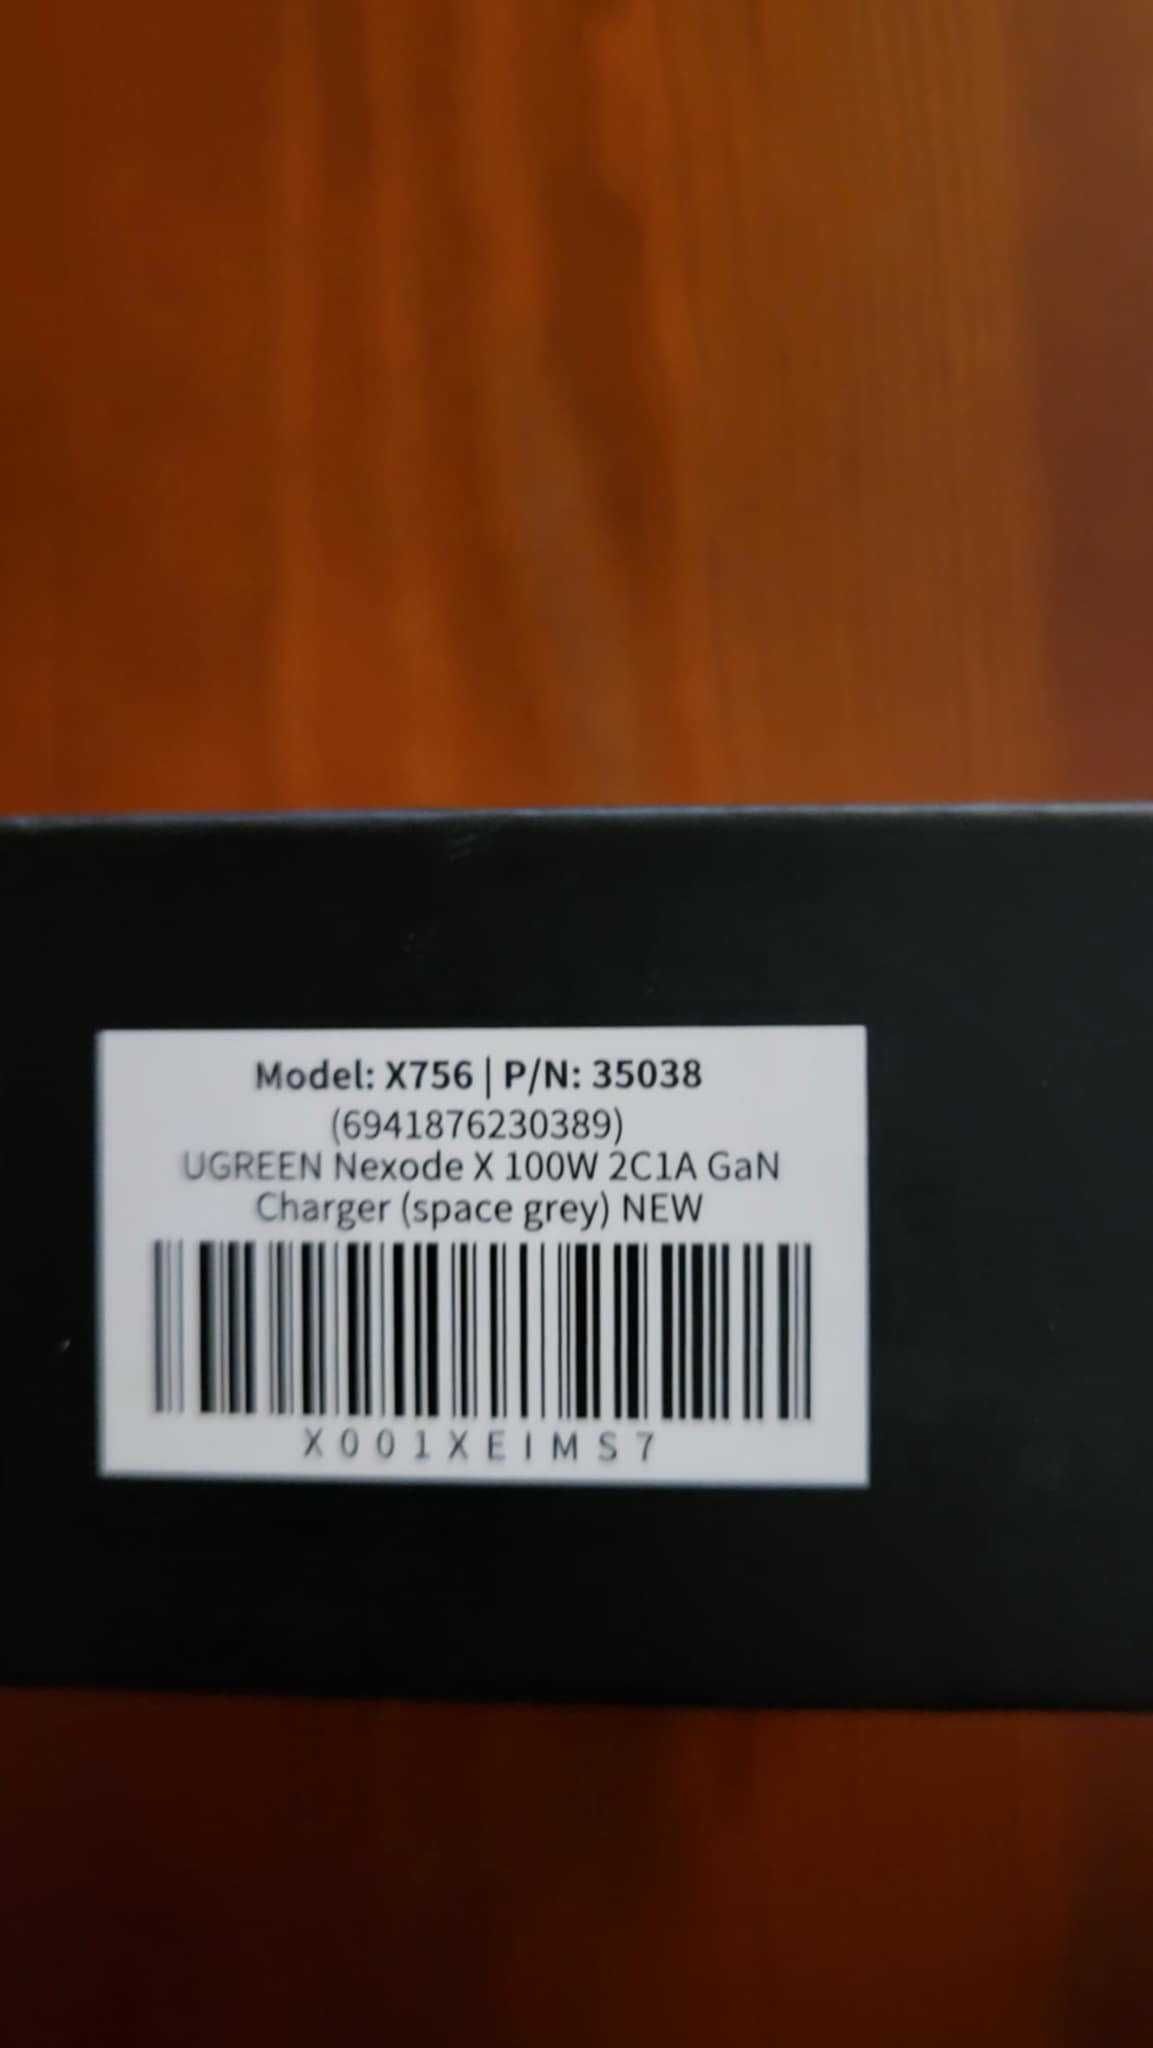 Model: X756 | P/N: 35038
(6941876230389)
UGREEN Nexode X 100W 2C1A GaN
Charger (space grey) NEW
X001XEIMS7